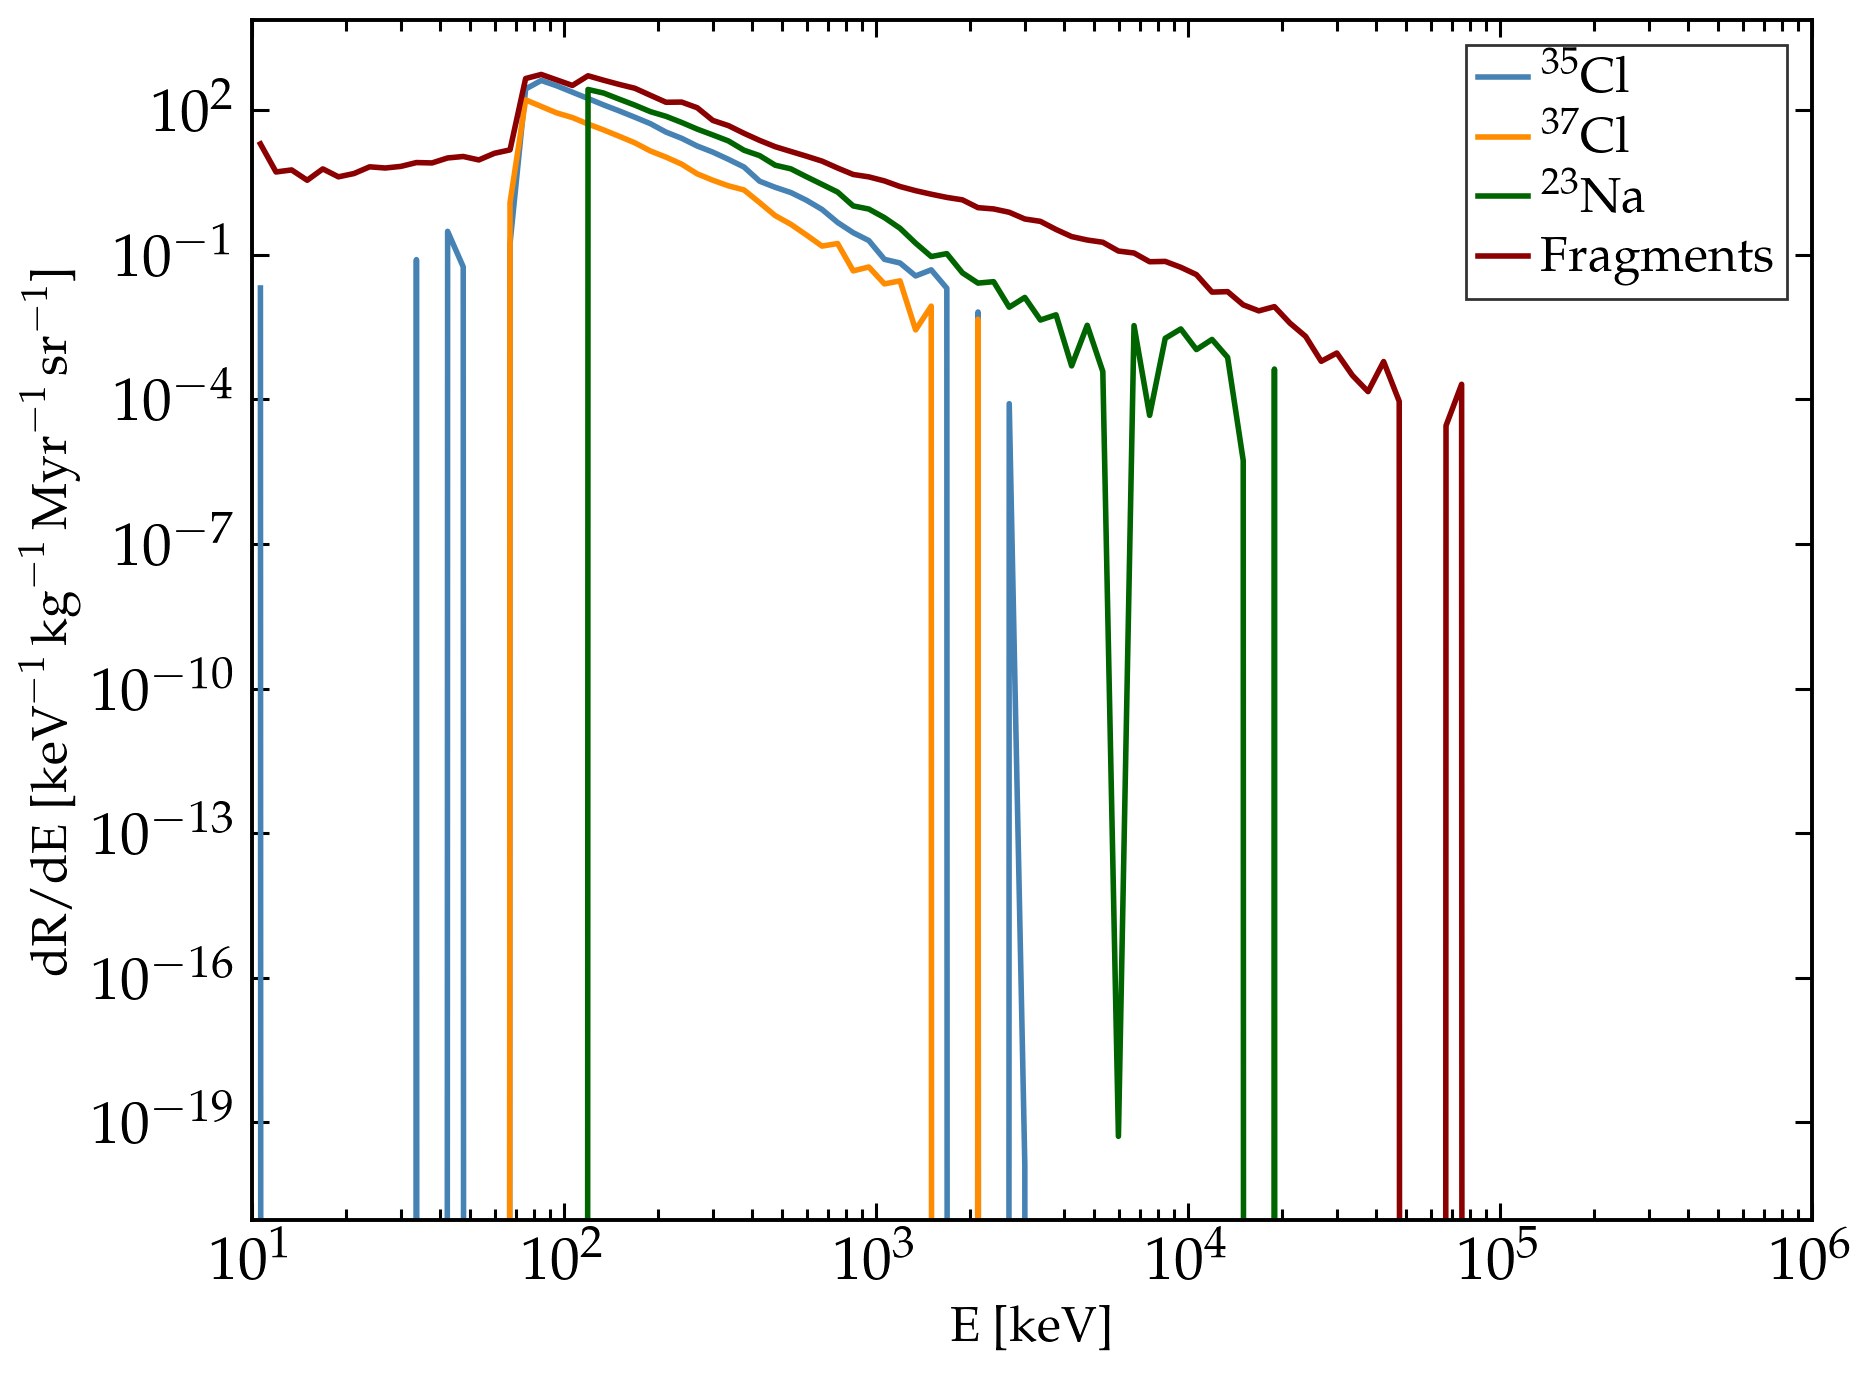 ³⁵Cl
³⁷Cl
²³Na
Fragments
10²
10⁻¹
10⁻⁴
10⁻⁷
10⁻¹⁰
10⁻¹³
10⁻¹⁶
10⁻¹⁹
dR/dE [keV⁻¹ kg⁻¹ Myr⁻¹ sr⁻¹]
10¹ 10² 10³ 10⁴ 10⁵ 10⁶
E [keV]